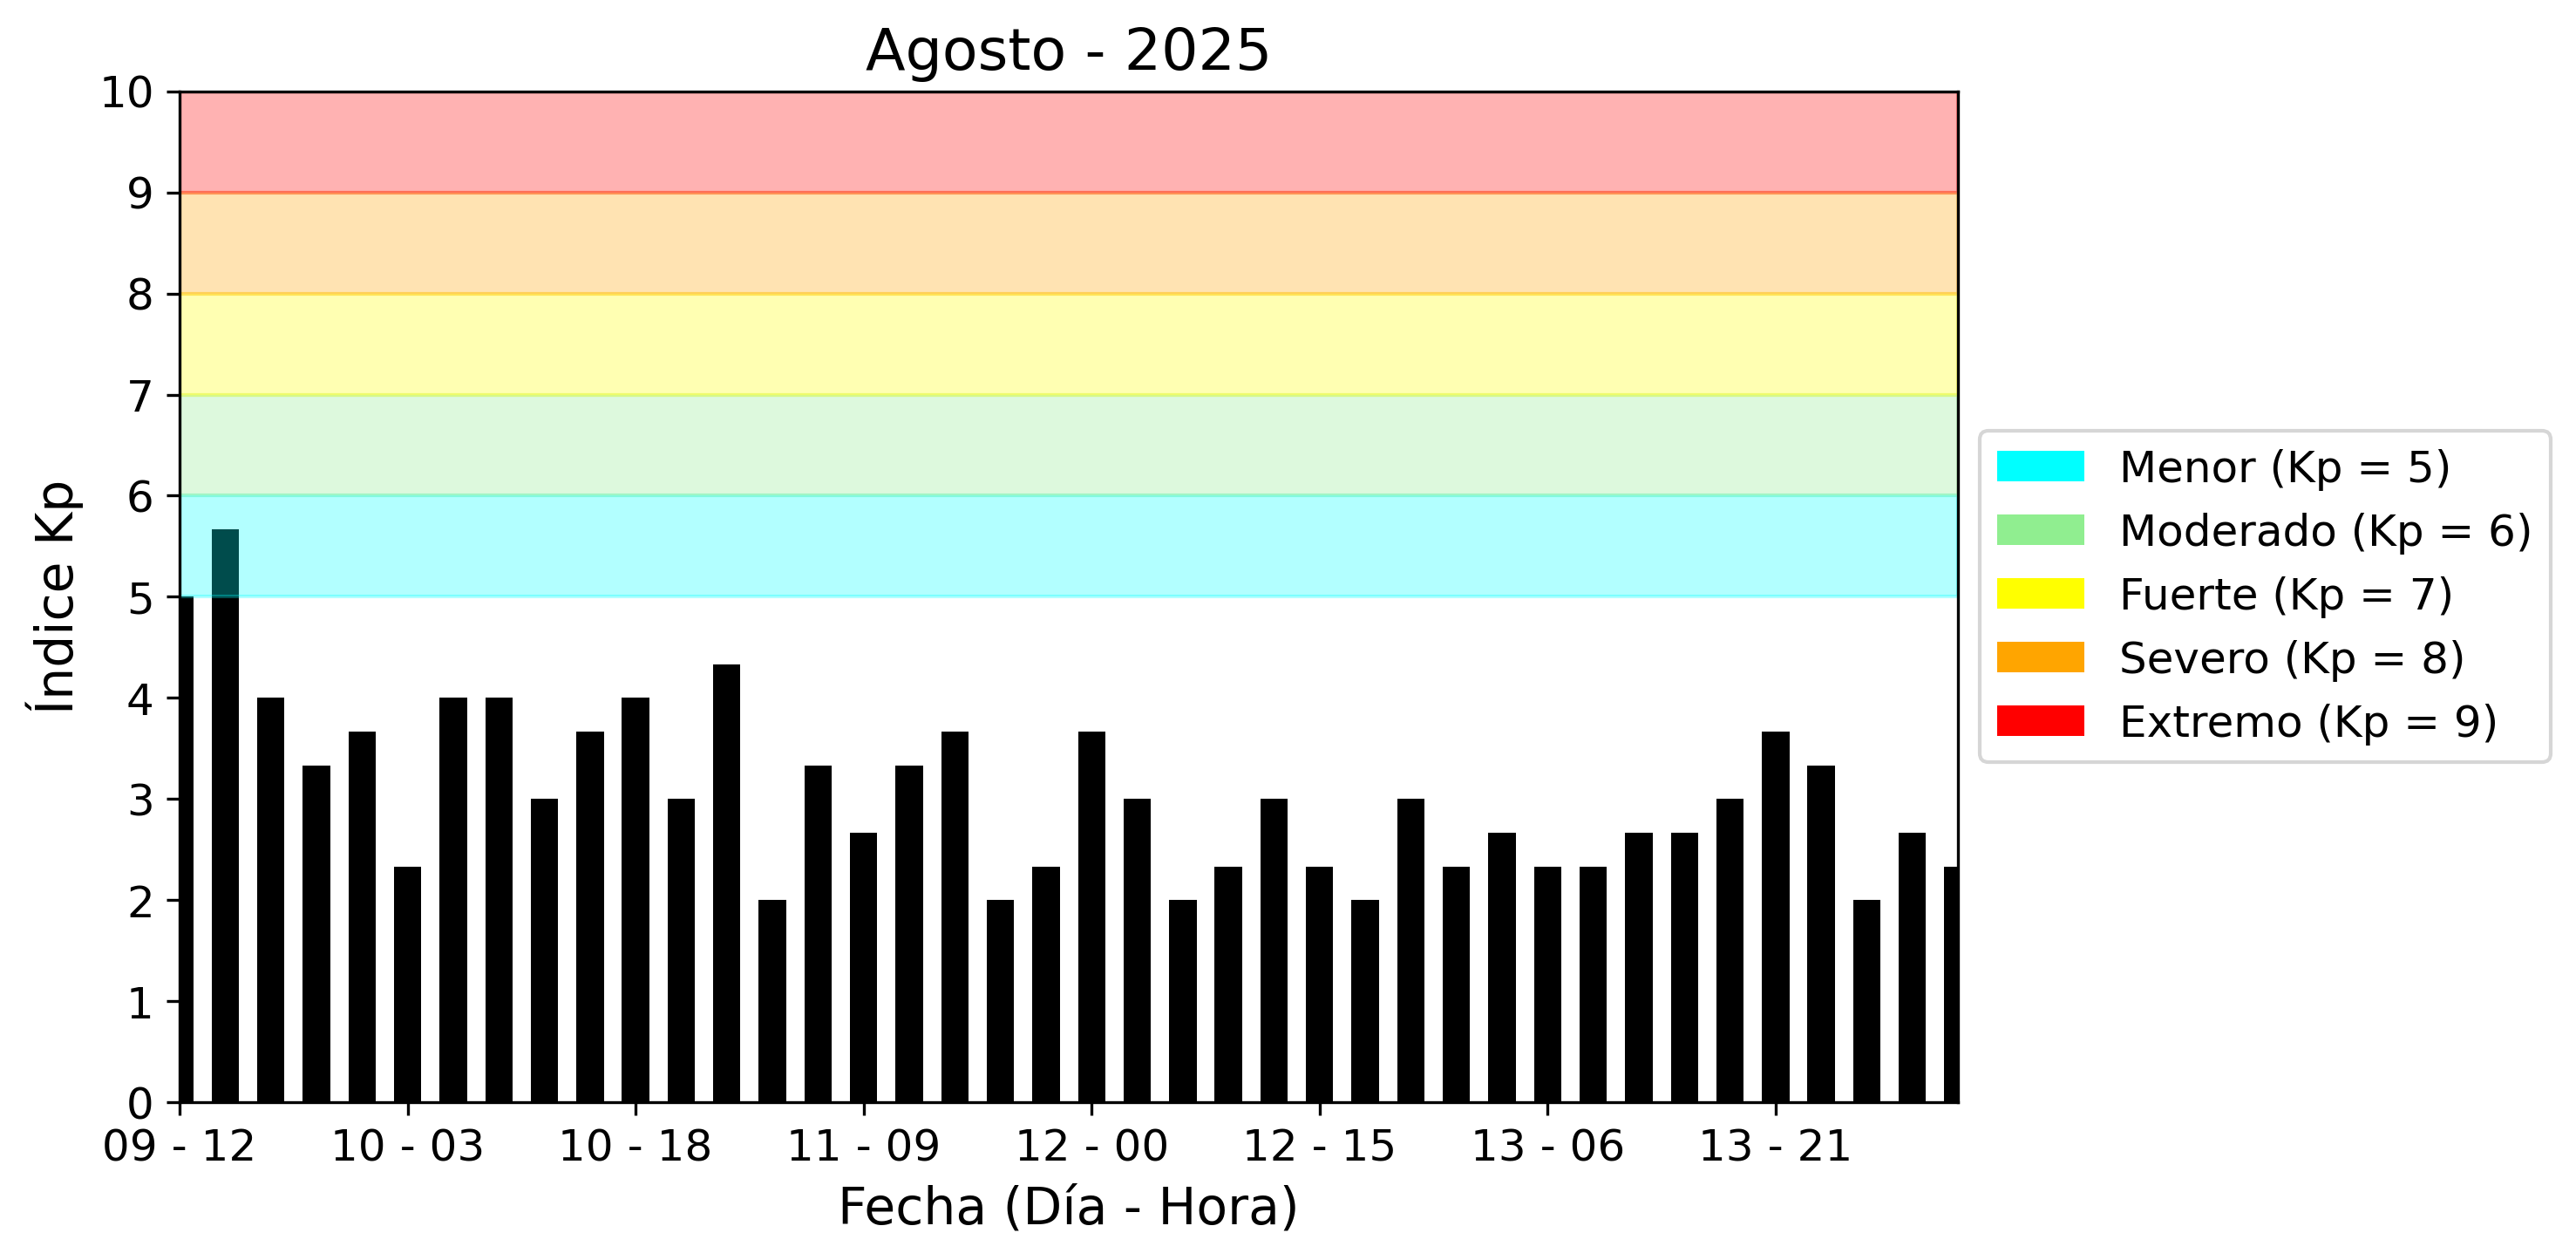 Agosto - 2025
Índice Kp
10
9
8
7
6
5
4
3
2
1
0
09 - 12
10 - 03
10 - 18
11 - 09
12 - 00
12 - 15
13 - 06
13 - 21
Fecha (Día - Hora)
Menor (Kp = 5)
Moderado (Kp = 6)
Fuerte (Kp = 7)
Severo (Kp = 8)
Extremo (Kp = 9)